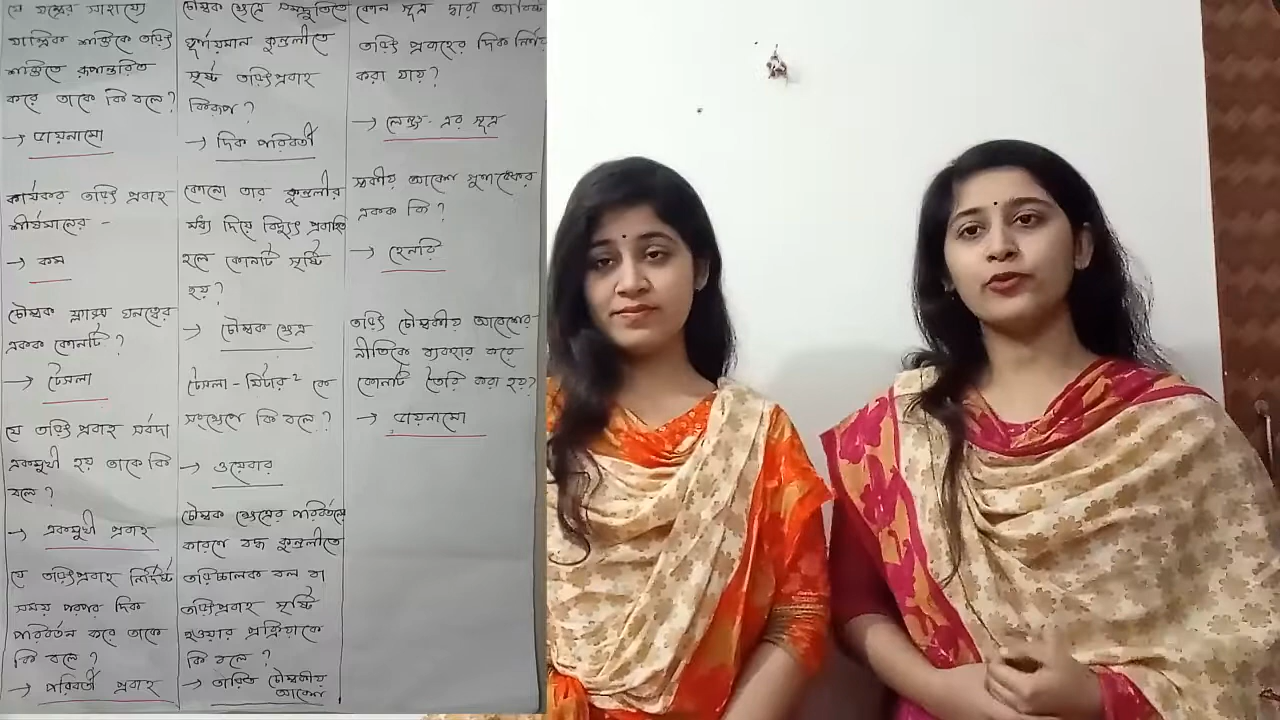 যে যন্ত্রের সাহায্যে
যান্ত্রিক শক্তিকে তড়িৎ
শক্তিতে রূপান্তরিত
করে তাকে কি বলে?
→ ডায়নামো
কার্যকর তড়িৎ প্রবাহ
শীর্ষমানের -
→ কম
চৌম্বক ফ্লাক্স ঘনত্বের
একক কোনটি?
→ টেসলা
যে তড়িৎ প্রবাহ সর্বদা
একমুখী হয় তাকে কি
বলে?
→ একমুখী প্রবাহ
যে তড়িৎপ্রবাহ নির্দিষ্ট
সময় পরপর দিক
পরিবর্তন করে তাকে
কি বলে?
→ পরিবর্তী প্রবাহ
চৌম্বক ক্ষেত্রে
ঘূর্ণায়মান কুন্ডলীতে
সৃষ্ট তড়িৎপ্রবাহ
কিরূপ?
→ দিক পরিবর্তী
কোনো তার কুন্ডলীর
মধ্য দিয়ে বিদ্যুৎ প্রবাহিত
হলে কোনটি সৃষ্টি
হয়?
→ চৌম্বক ক্ষেত্র
টেসলা - মিটার² কে
সংক্ষেপে কি বলে?
→ ওয়েবার
চৌম্বক ক্ষেত্রের পরিবর্তনের
কারণে বদ্ধ কুন্ডলীতে
তড়িচ্চালক বল বা
তড়িৎপ্রবাহ সৃষ্টি
হওয়ার প্রক্রিয়াকে
কি বলে?
→ তাড়িত চৌম্বকীয়
আবেশ
কোন সূত্র দ্বারা আবিষ্ট
তড়িৎ প্রবাহের দিক নির্ণয়
করা যায়?
→ লেঞ্জ - এর সূত্র
স্বকীয় আবেশ গুণাঙ্কের
একক কি?
→ হেনরি
তড়িৎ চৌম্বকীয় আবেশের
নীতিকে ব্যবহার করে
কোনটি তৈরি করা হয়?
→ ডায়নামো